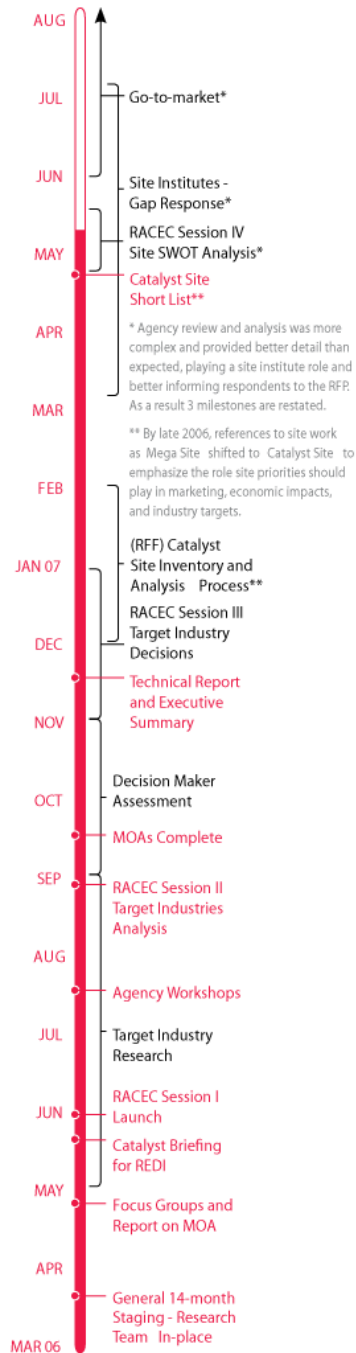 AUG
JUL
Go-to-market*
JUN
Site Institutes -
Gap Response*
RACEC Session IV
Site SWOT Analysis*
MAY
Catalyst Site
Short List**
* Agency review and analysis was more
complex and provided better detail than
expected, playing a site institute role and
better informing respondents to the RFP.
As a result 3 milestones are restated.
APR
MAR
** By late 2006, references to site work
as Mega Site shifted to Catalyst Site to
emphasize the role site priorities should
play in marketing, economic impacts,
and industry targets.
FEB
(RFF) Catalyst
Site Inventory and
Analysis Process**
JAN 07
RACEC Session III
Target Industry
Decisions
DEC
Technical Report
and Executive
Summary
NOV
Decision Maker
Assessment
OCT
MOAs Complete
SEP
RACEC Session II
Target Industries
Analysis
AUG
Agency Workshops
JUL
Target Industry
Research
RACEC Session I
Launch
JUN
Catalyst Briefing
for REDI
MAY
Focus Groups and
Report on MOA
APR
General 14-month
Staging - Research
Team In-place
MAR 06